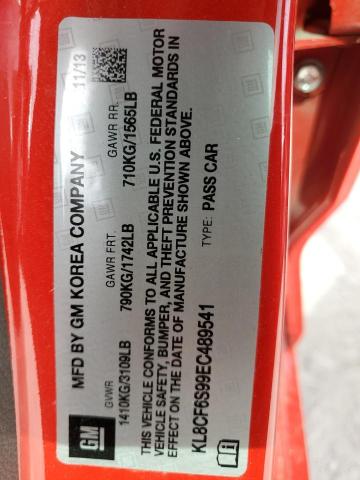 MFD BY GM KOREA COMPANY 11/13
GVWR GAWR FRT. GAWR RR.
1410KG/3109LB 790KG/1742LB 710KG/1565LB
THIS VEHICLE CONFORMS TO ALL APPLICABLE U.S. FEDERAL MOTOR
VEHICLE SAFETY, BUMPER, AND THEFT PREVENTION STANDARDS IN
EFFECT ON THE DATE OF MANUFACTURE SHOWN ABOVE.
KL8CF6S99EC489541 TYPE: PASS CAR
GM